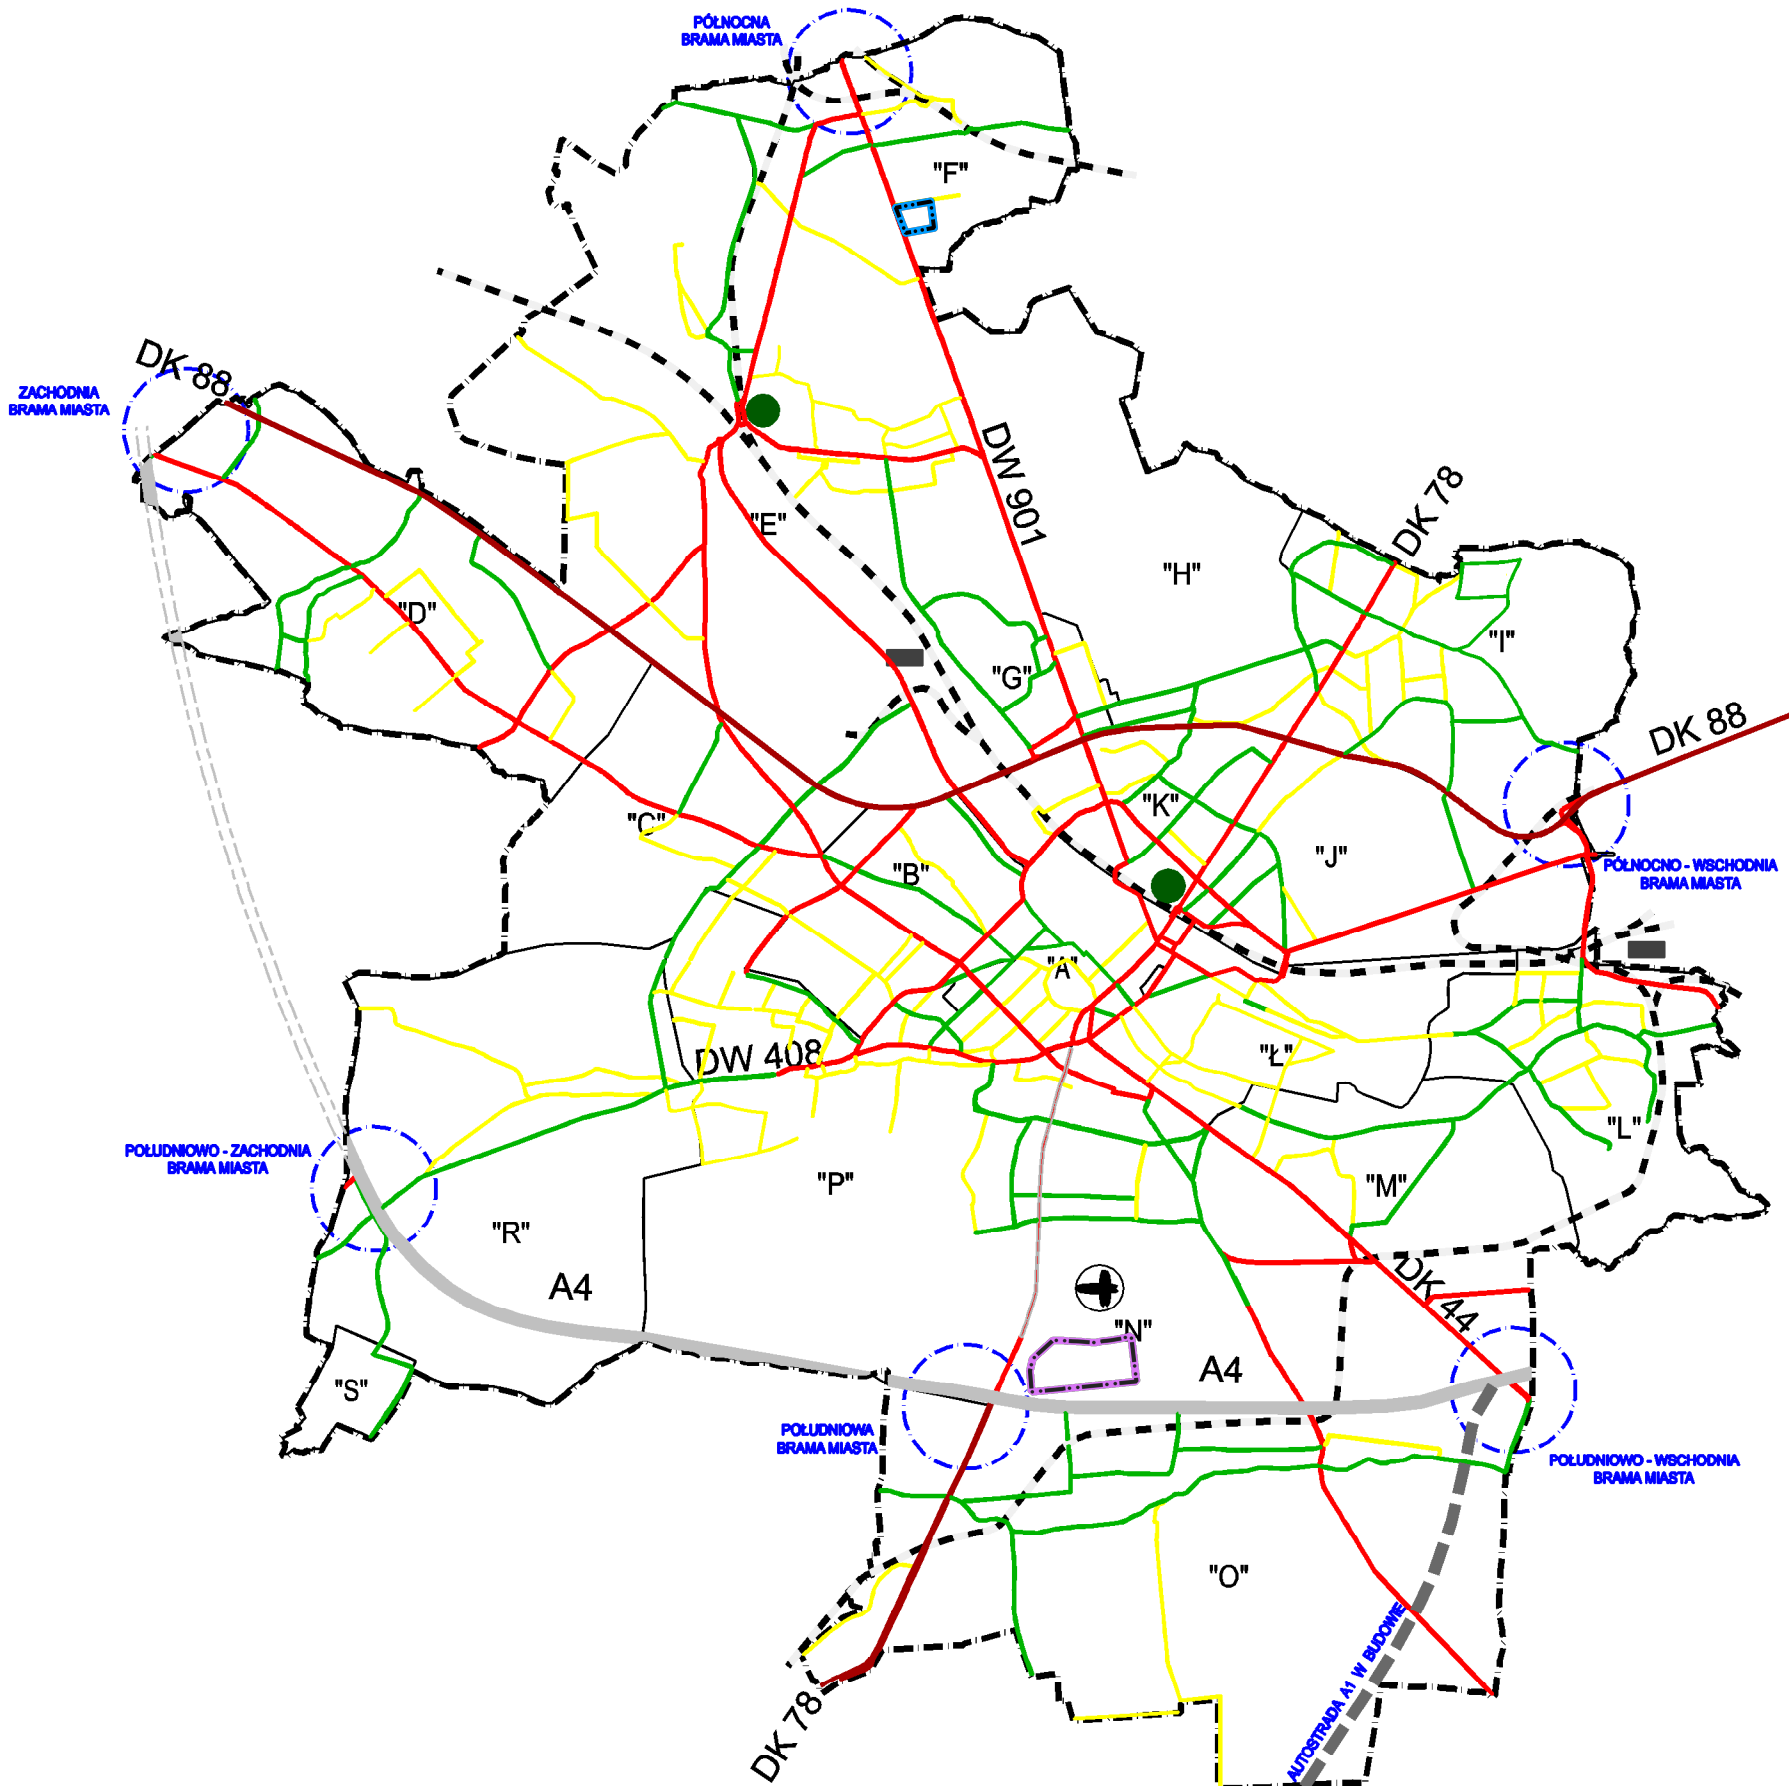 PÓŁNOCNA
BRAMA MIASTA
"F"
DK 88
ZACHODNIA
BRAMA MIASTA
DW 901
DK 78
"E"
"H"
"D"
"I"
"G"
DK 88
"K"
"C"
"B"
"J"
PÓŁNOCNO - WSCHODNIA
BRAMA MIASTA
"A"
DW 408
"Ł"
"L"
POŁUDNIOWO - ZACHODNIA
BRAMA MIASTA
"P"
"M"
"R"
A4
DK 44
"N"
A4
"S"
POŁUDNIOWA
BRAMA MIASTA
POŁUDNIOWO - WSCHODNIA
BRAMA MIASTA
"O"
AUTOSTRADA A1 W BUDOWIE
DK 78